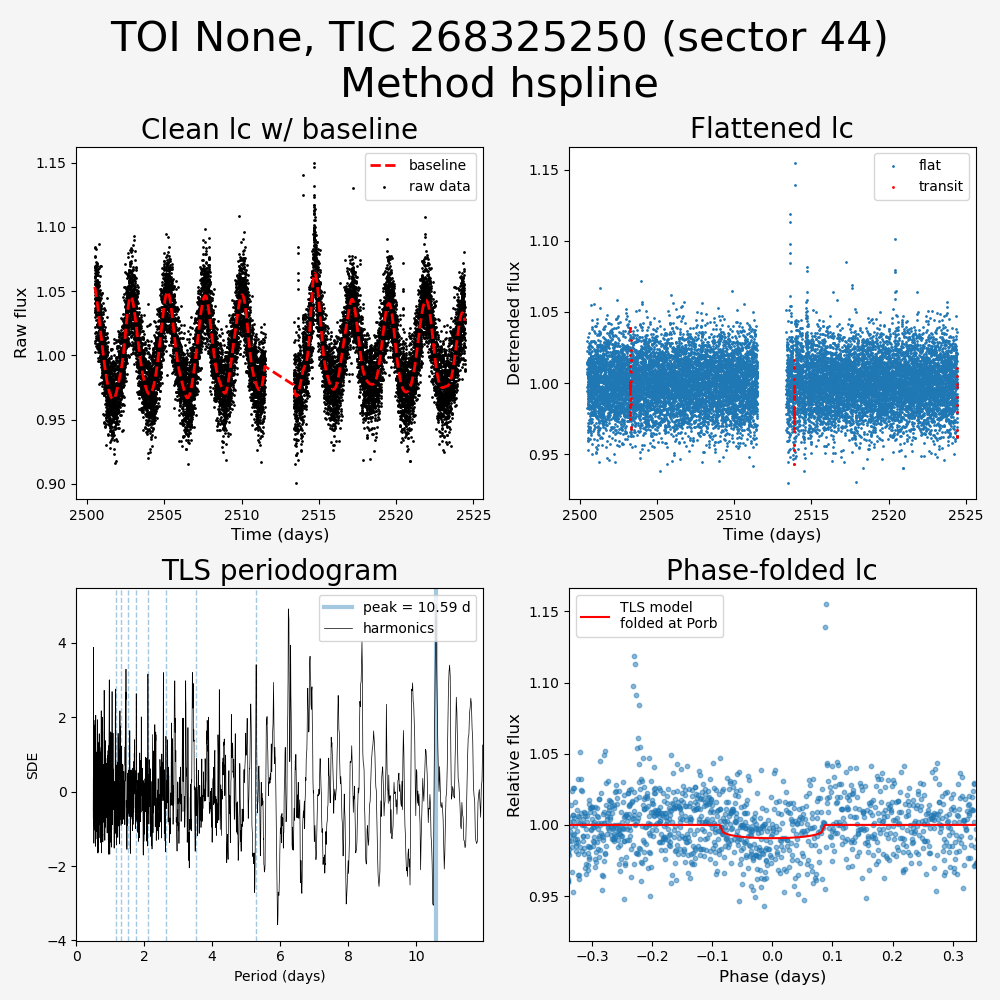 TOI None, TIC 268325250 (sector 44)
Method hspline
Clean lc w/ baseline
Raw flux
1.15
1.10
1.05
1.00
0.95
0.90
baseline
raw data
2500
2505
2510
2515
2520
2525
Time (days)
Flattened lc
Detrended flux
1.15
1.10
1.05
1.00
0.95
flat
transit
2500
2505
2510
2515
2520
2525
Time (days)
TLS periodogram
SDE
4
2
0
−2
−4
peak = 10.59 d
harmonics
0
2
4
6
8
10
Period (days)
Phase-folded lc
Relative flux
1.15
1.10
1.05
1.00
0.95
TLS model
folded at Porb
−0.3
−0.2
−0.1
0.0
0.1
0.2
0.3
Phase (days)